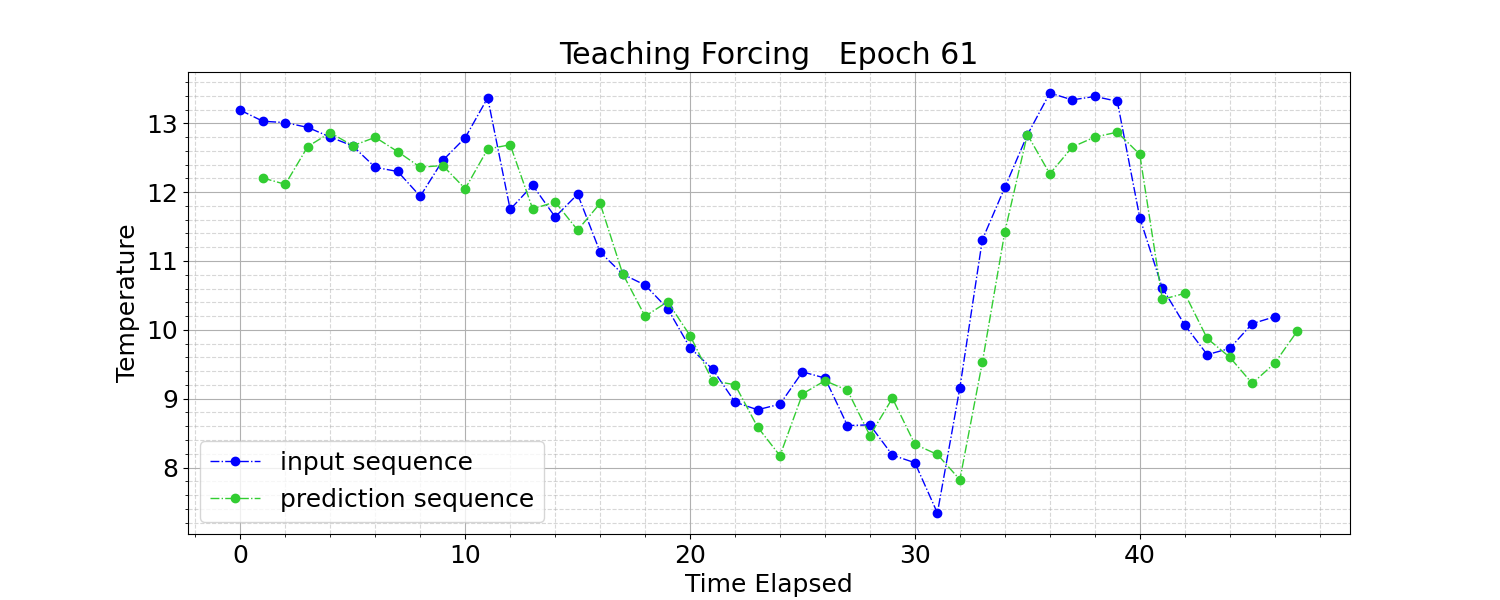 Teaching Forcing   Epoch 61
Temperature
13
12
11
10
9
8
input sequence
prediction sequence
0 10 20 30 40
Time Elapsed